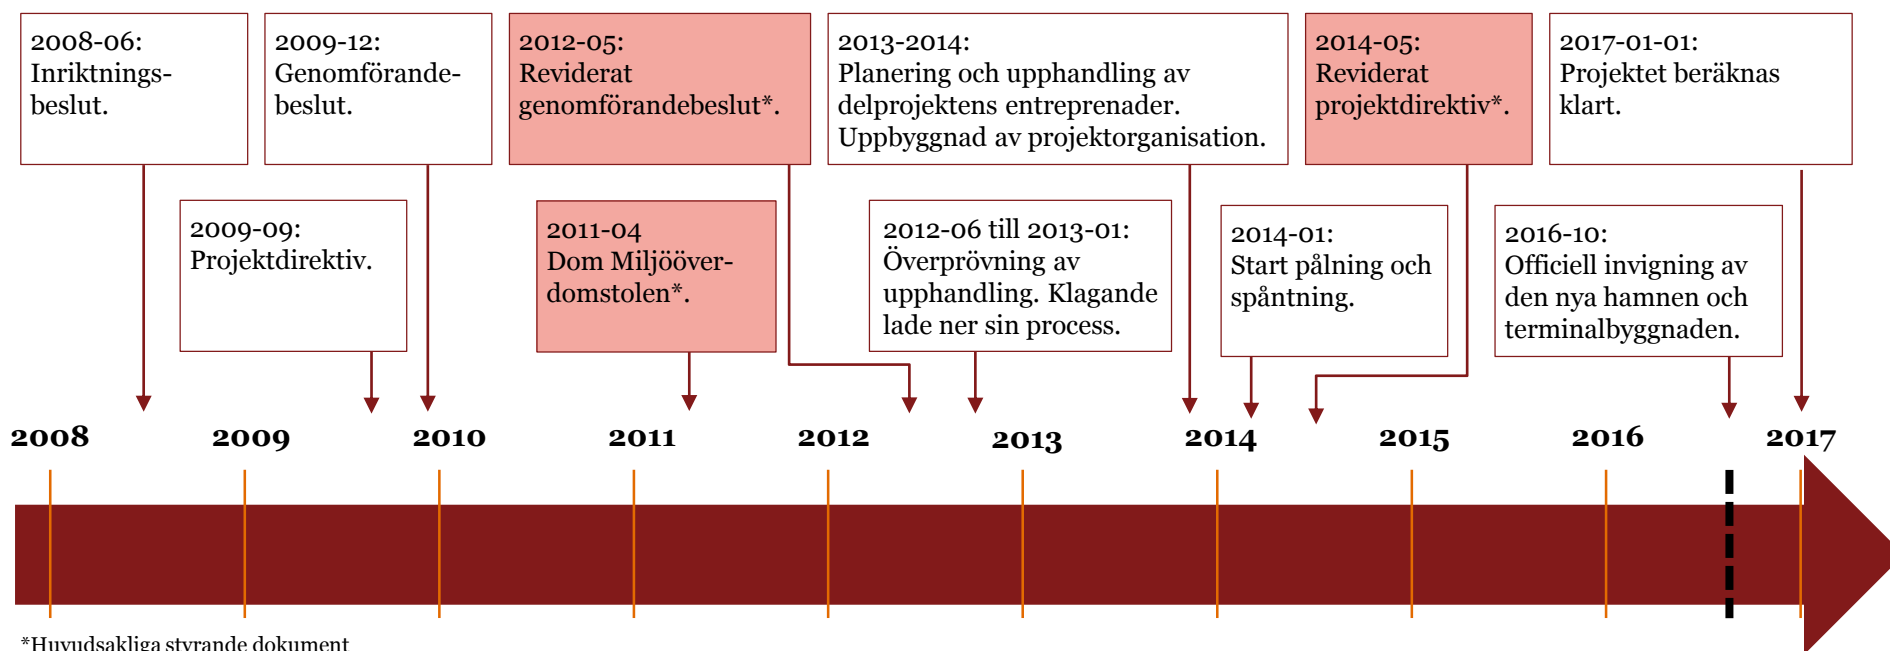 2008-06:
Inriktnings-
beslut.
2009-12:
Genomförande-
beslut.
2012-05:
Reviderat
genomförandebeslut*.
2013-2014:
Planering och upphandling av
delprojektens entreprenader.
Uppbyggnad av projektorganisation.
2014-05:
Reviderat
projektdirektiv*.
2017-01-01:
Projektet beräknas
klart.
2009-09:
Projektdirektiv.
2011-04
Dom Miljööver-
domstolen*.
2012-06 till 2013-01:
Överprövning av
upphandling. Klagande
lade ner sin process.
2014-01:
Start pålning och
spåntning.
2016-10:
Officiell invigning av
den nya hamnen och
terminalbyggnaden.
2008 2009 2010 2011 2012 2013 2014 2015 2016 2017
*Huvudsakliga styrande dokument